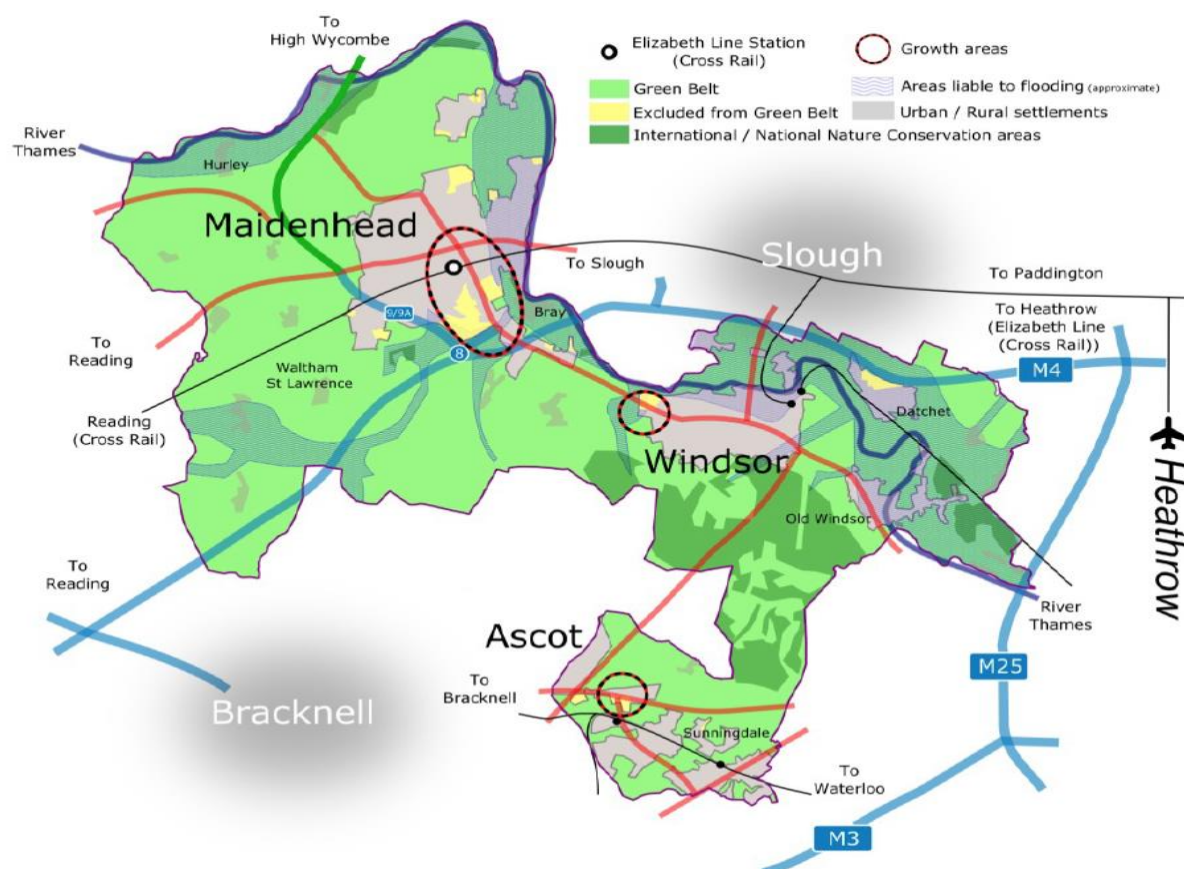 To
High Wycombe
Elizabeth Line Station
(Cross Rail)
Growth areas
Green Belt
Areas liable to flooding (approximate)
Excluded from Green Belt
Urban / Rural settlements
International / National Nature Conservation areas
River
Thames
Hurley
Maidenhead
Slough
To Slough
To Paddington
9/9A
Bray
To Heathrow
(Elizabeth Line
(Cross Rail))
To
Reading
8
M4
Waltham
St Lawrence
Reading
(Cross Rail)
Datchet
Windsor
Heathrow
Old Windsor
To
Reading
River
Thames
Ascot
M25
To
Bracknell
Bracknell
Sunningdale
To
Waterloo
M3